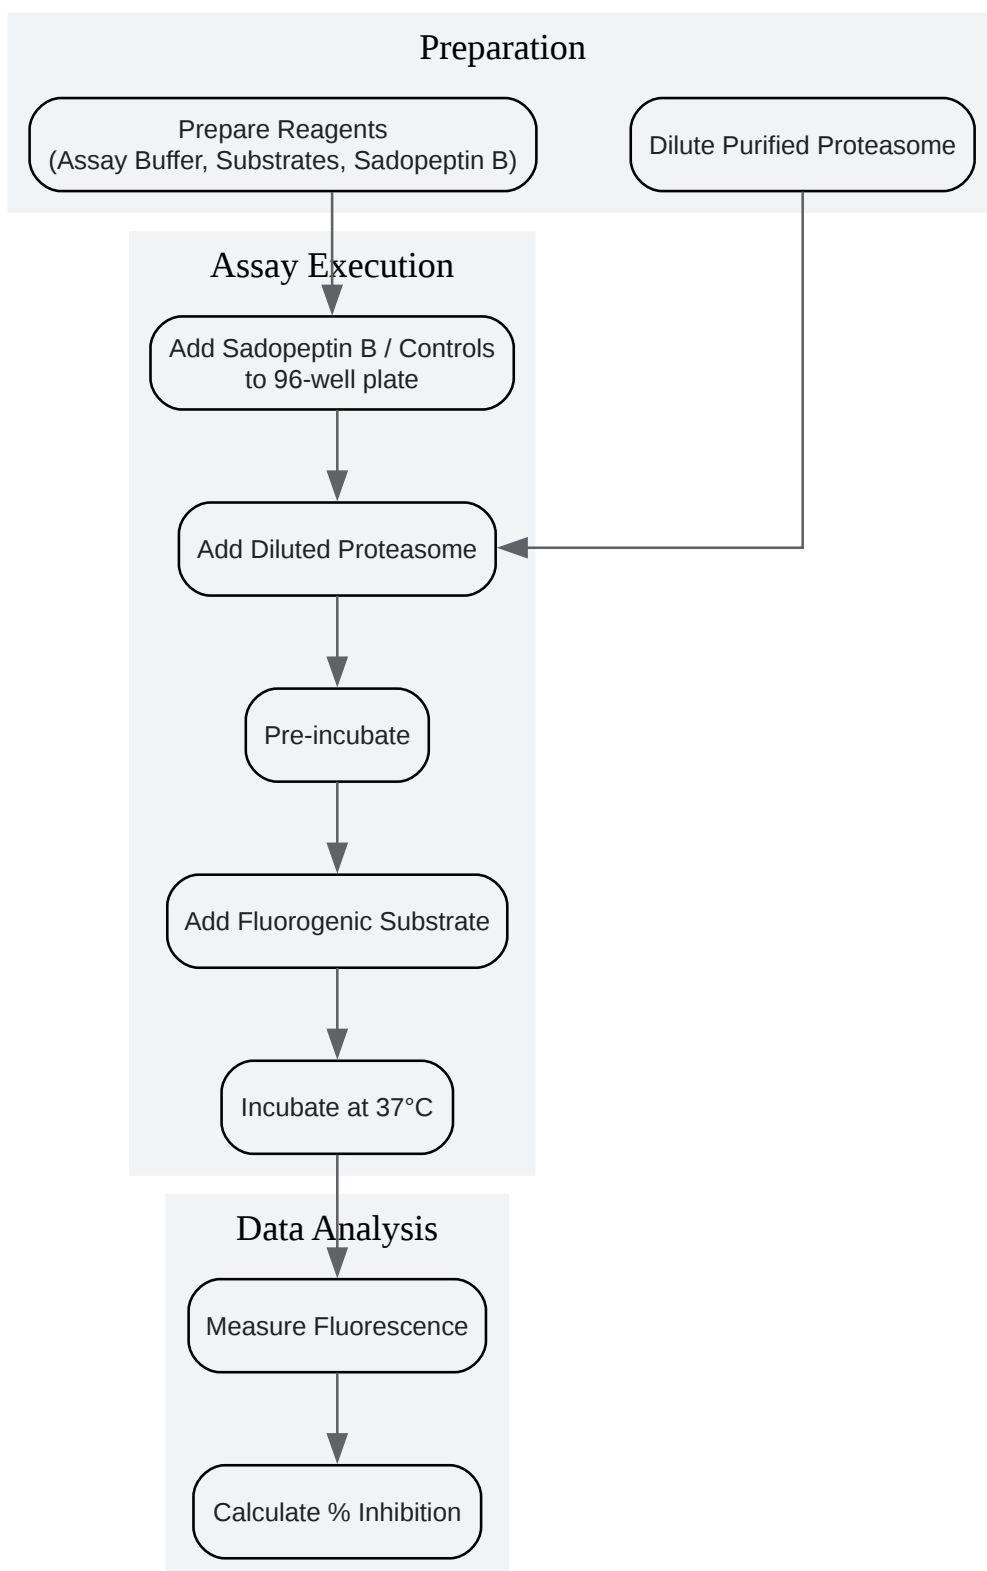 Preparation
Prepare Reagents
(Assay Buffer, Substrates, Sadopeptin B)
Dilute Purified Proteasome
Assay Execution
Add Sadopeptin B / Controls
to 96-well plate
Add Diluted Proteasome
Pre-incubate
Add Fluorogenic Substrate
Incubate at 37°C
Data Analysis
Measure Fluorescence
Calculate % Inhibition